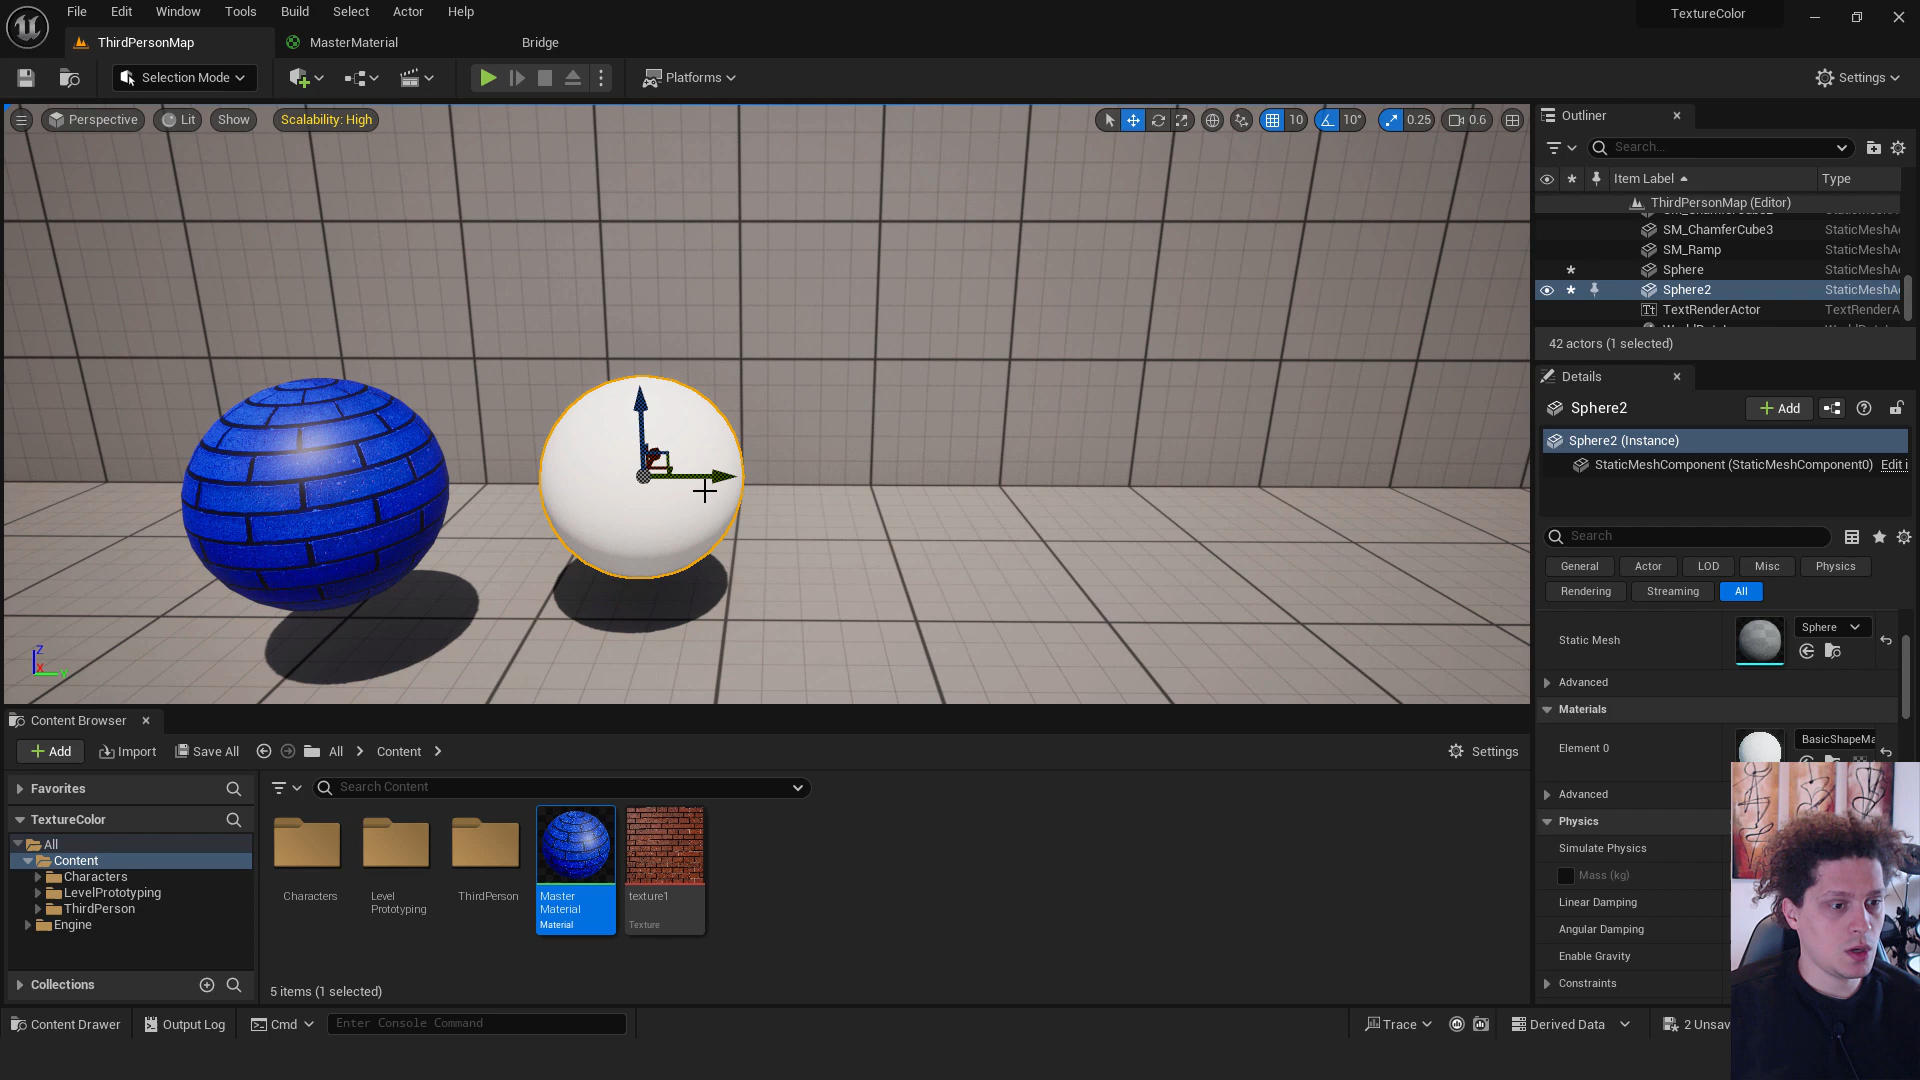 File Edit Window Tools Build Select Actor Help
TextureColor
ThirdPersonMap
MasterMaterial
Bridge
Selection Mode
Platforms
Settings
Perspective
Lit
Show
Scalability: High
10
10°
0.25
0.6
Outliner
Search...
Item Label
Type
ThirdPersonMap (Editor)
SM_ChamferCube3 StaticMeshA
SM_Ramp StaticMeshA
Sphere StaticMeshA
Sphere2 StaticMeshA
TextRenderActor TextRenderA
42 actors (1 selected)
Details
Sphere2
Add
Sphere2 (Instance)
StaticMeshComponent (StaticMeshComponent0) Edit i
Search
General Actor LOD Misc Physics
Rendering Streaming All
Static Mesh
Sphere
Advanced
Materials
Element 0
BasicShapeMa
Advanced
Physics
Simulate Physics
Mass (kg)
Linear Damping
Angular Damping
Enable Gravity
Constraints
Z
X
Y
Content Browser
Add
Import
Save All
All
Content
Settings
Favorites
TextureColor
All
Content
Characters
LevelPrototyping
ThirdPerson
Engine
Collections
Search Content
Characters
Level
Prototyping
ThirdPerson
Master
Material
Material
texture1
Texture
5 items (1 selected)
Content Drawer
Output Log
Cmd
Enter Console Command
Trace
Derived Data
2 Unsav